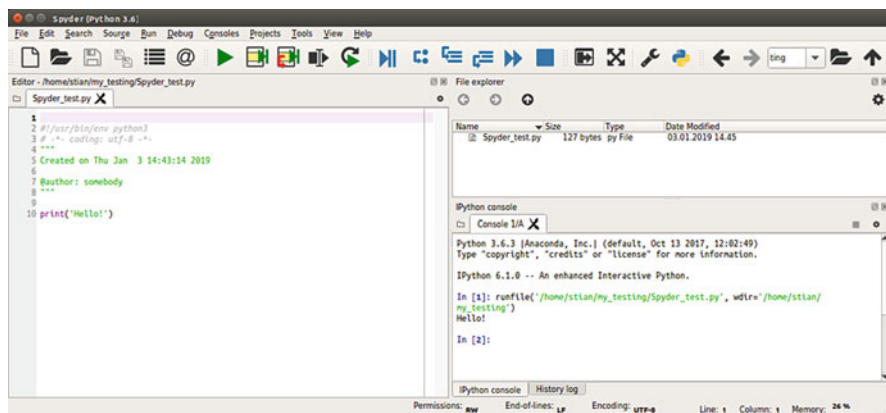 Spyder (Python 3.6)
File Edit Search Source Run Debug Consoles Projects Tools View Help
ting
Editor - /home/stian/my_testing/Spyder_test.py
File explorer
Spyder_test.py
Name Size Type Date Modified
Spyder_test.py 127 bytes py File 03.01.2019 14.45
1
2 #!/usr/bin/env python3
3 # -*- coding: utf-8 -*-
4 """
5 Created on Thu Jan  3 14:43:14 2019
6
7 @author: somebody
8 """
9
10 print('Hello!')
IPython console
Console 1/A
Python 3.6.3 |Anaconda, Inc.| (default, Oct 13 2017, 12:02:49)
Type "copyright", "credits" or "license" for more information.
IPython 6.1.0 -- An enhanced Interactive Python.
In [1]: runfile('/home/stian/my_testing/Spyder_test.py', wdir='/home/stian/
my_testing')
Hello!
In [2]:
IPython console History log
Permissions: RW End-of-lines: LF Encoding: UTF-8 Line: 1 Column: 1 Memory: 26 %